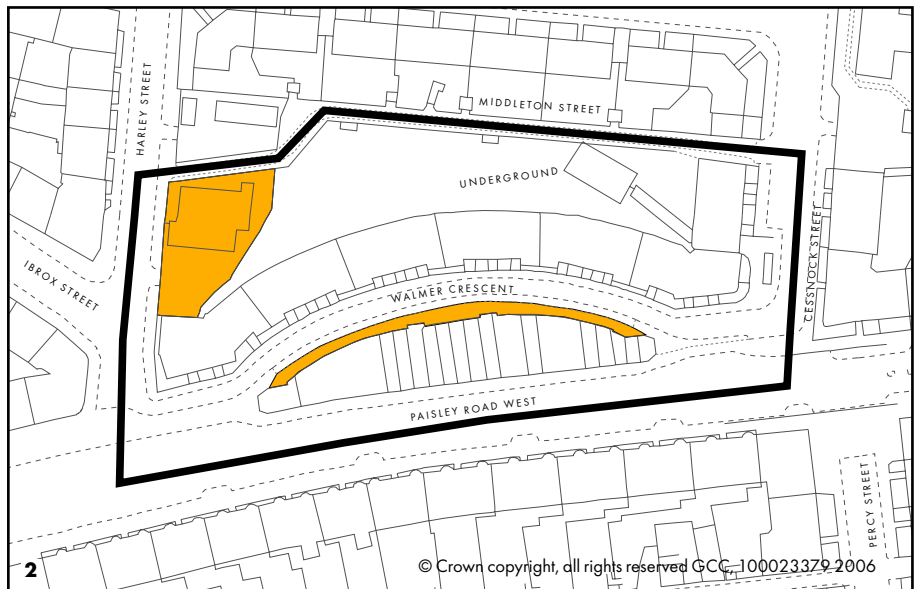 HARLEY STREET
MIDDLETON STREET
UNDERGROUND
IBROX STREET
WALMER CRESCENT
CESSNOCK STREET
PAISLEY ROAD WEST
PERCY STREET
2
© Crown copyright, all rights reserved GCC, 100023379 2006